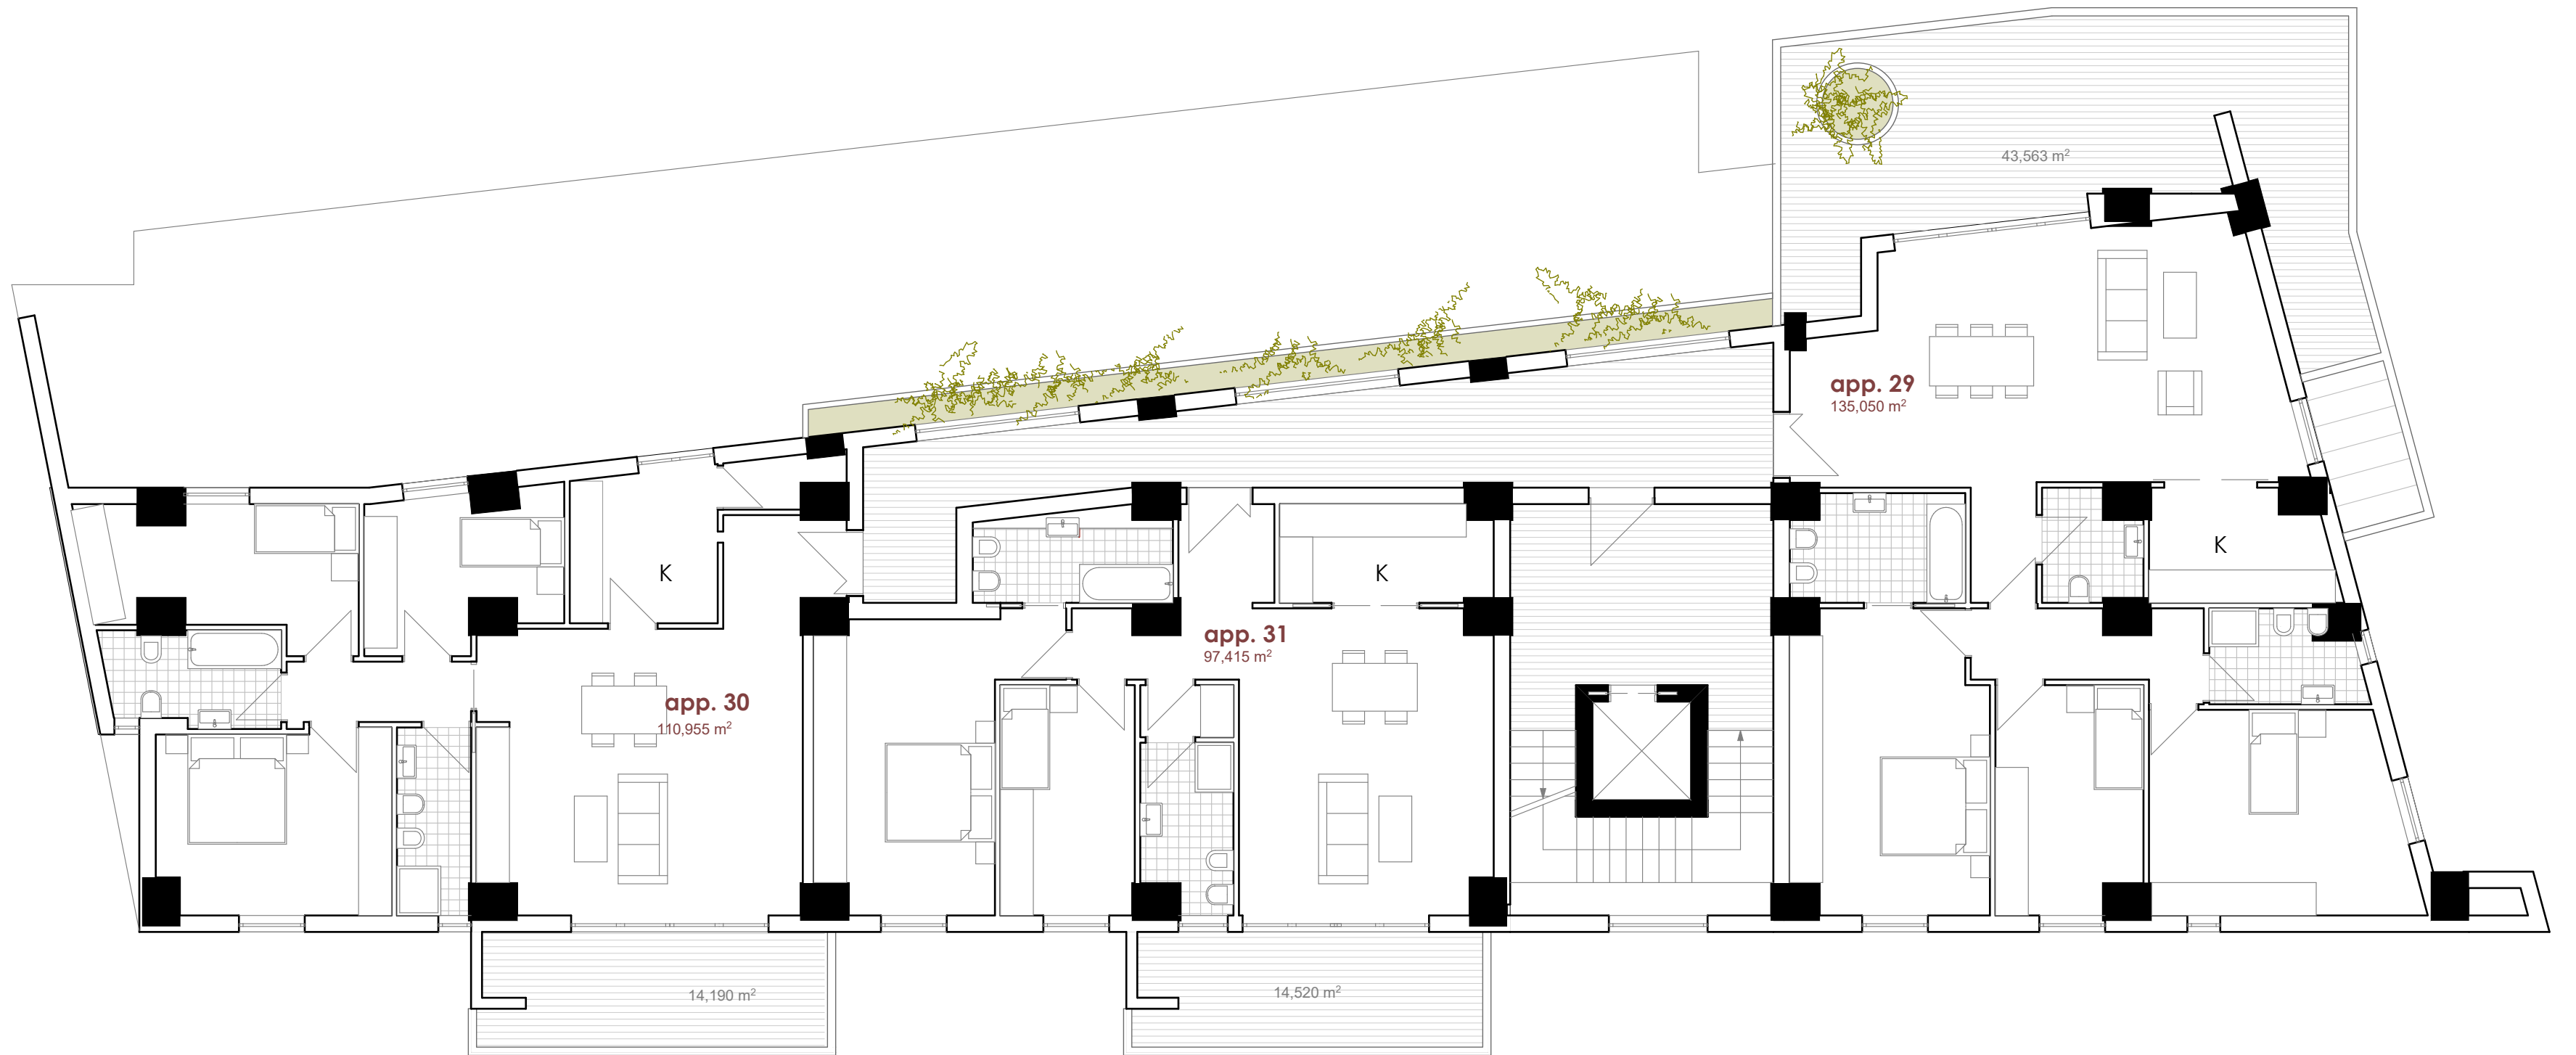 43,563 m²
app. 29
135,050 m²
K
K
K
app. 31
97,415 m²
app. 30
110,955 m²
14,190 m²
14,520 m²